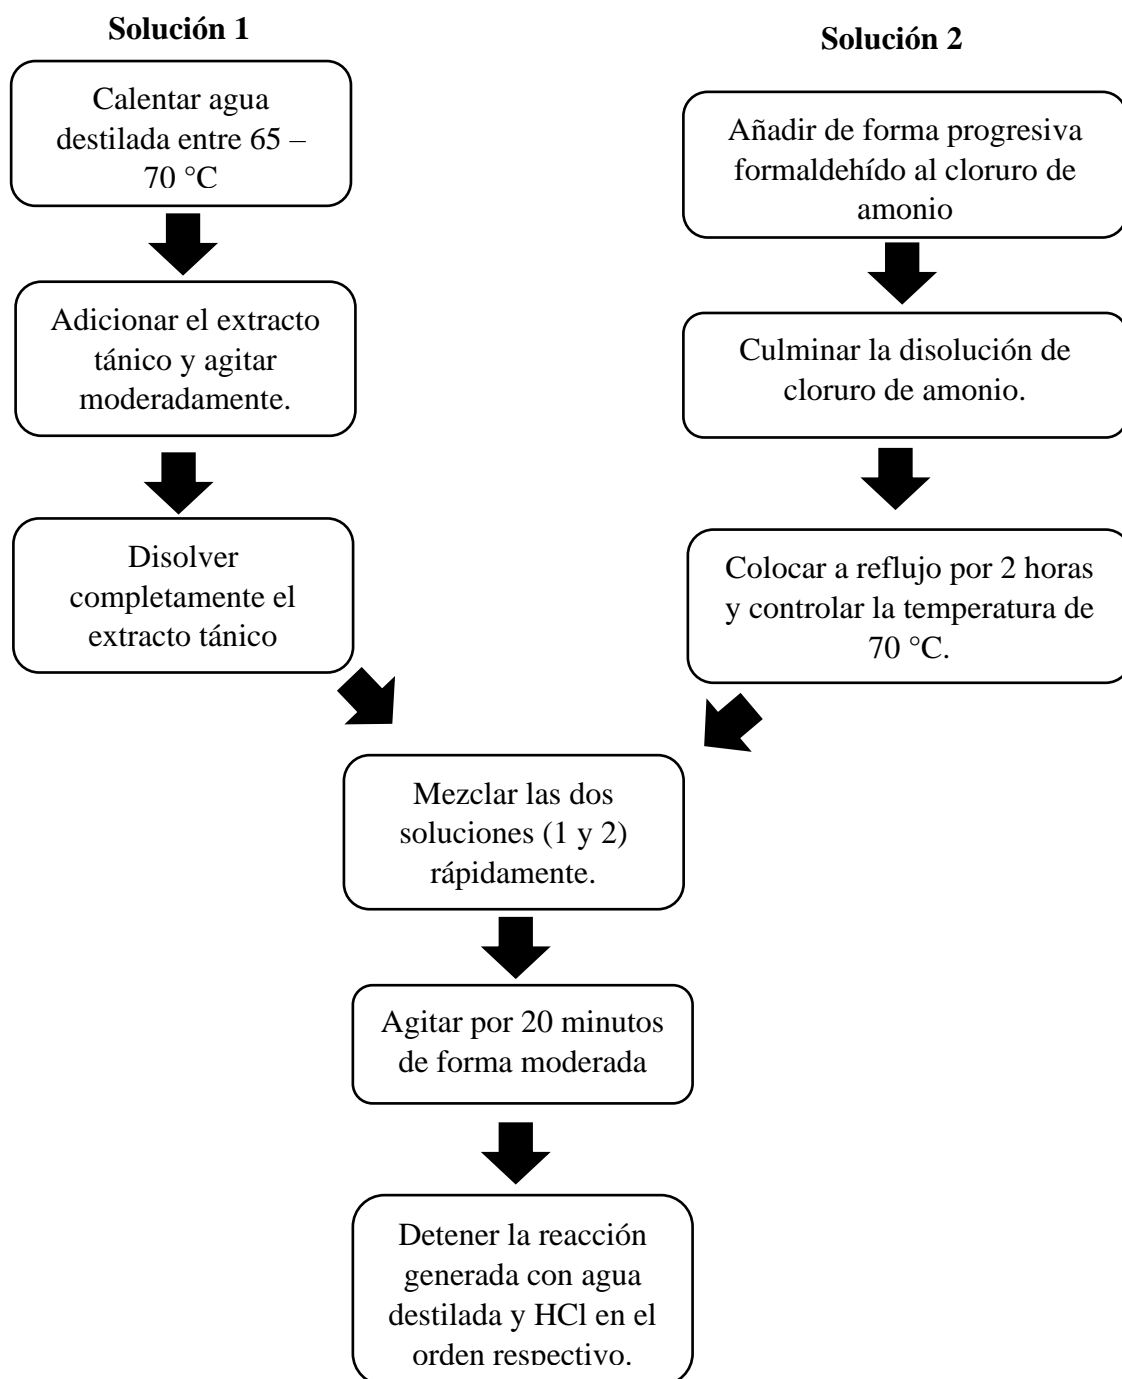 Solución 1
Calentar agua
destilada entre 65 –
70 °C
Adicionar el extracto
tánico y agitar
moderadamente.
Disolver
completamente el
extracto tánico
Solución 2
Añadir de forma progresiva
formaldehído al cloruro de
amonio
Culminar la disolución de
cloruro de amonio.
Colocar a reflujo por 2 horas
y controlar la temperatura de
70 °C.
Mezclar las dos
soluciones (1 y 2)
rápidamente.
Agitar por 20 minutos
de forma moderada
Detener la reacción
generada con agua
destilada y HCl en el
orden respectivo.